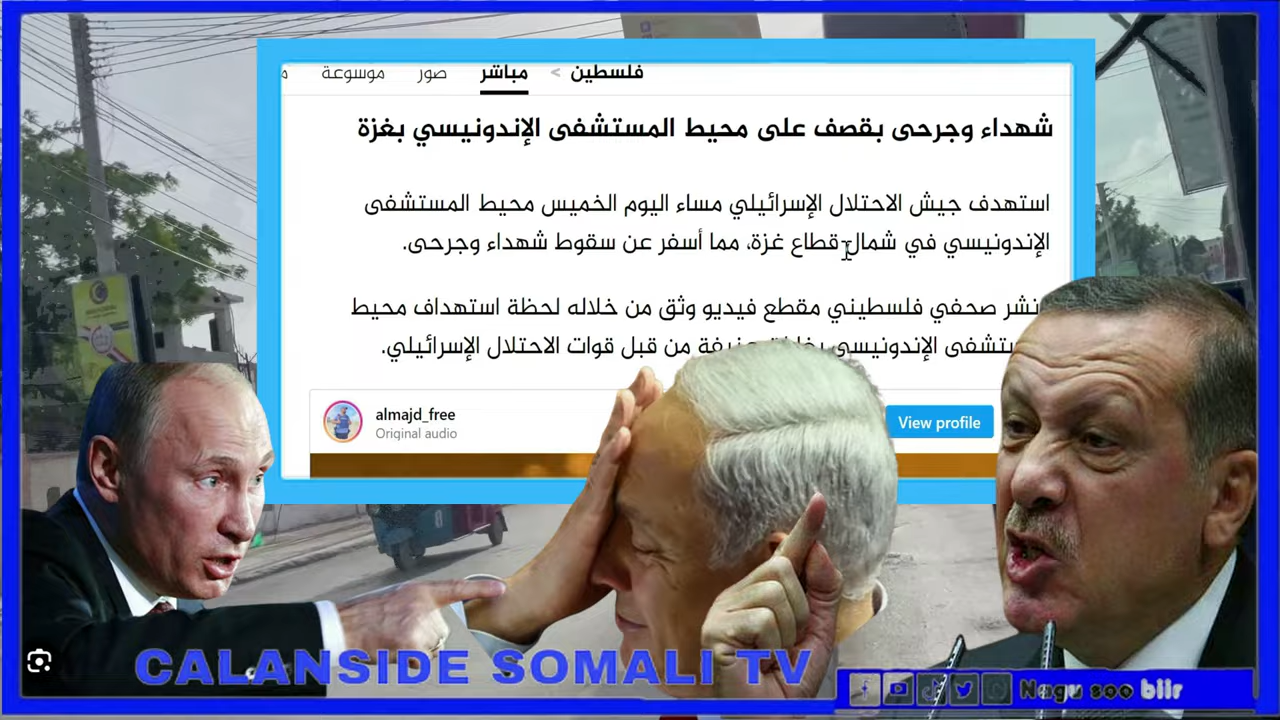 فلسطين > مباشر صور موسوعة
شهداء وجرحى بقصف على محيط المستشفى الإندونيسي بغزة
استهدف جيش الاحتلال الإسرائيلي مساء اليوم الخميس محيط المستشفى
الإندونيسي في شمال قطاع غزة، مما أسفر عن سقوط شهداء وجرحى.
نشر صحفي فلسطيني مقطع فيديو وثق من خلاله لحظة استهداف محيط
الإندونيسي من قبل قوات الاحتلال الإسرائيلي.
almajd_free
Original audio
View profile
CALANSIDE SOMALI TV
Nagu soo biir